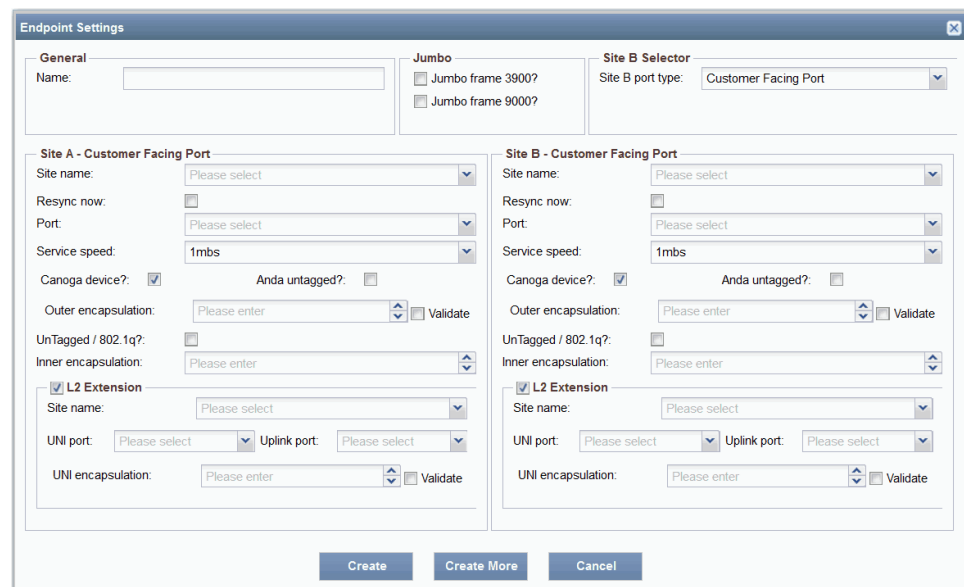 Endpoint Settings
General
Name:
Jumbo
Jumbo frame 3900?
Jumbo frame 9000?
Site B Selector
Site B port type: Customer Facing Port
Site A - Customer Facing Port
Site name: Please select
Resync now:
Port: Please select
Service speed: 1mbs
Canoga device?: Anda untagged?:
Outer encapsulation: Please enter Validate
UnTagged / 802.1q?:
Inner encapsulation: Please enter
L2 Extension
Site name: Please select
UNI port: Please select Uplink port: Please select
UNI encapsulation: Please enter Validate
Site B - Customer Facing Port
Site name: Please select
Resync now:
Port: Please select
Service speed: 1mbs
Canoga device?: Anda untagged?:
Outer encapsulation: Please enter Validate
UnTagged / 802.1q?:
Inner encapsulation: Please enter
L2 Extension
Site name: Please select
UNI port: Please select Uplink port: Please select
UNI encapsulation: Please enter Validate
Create Create More Cancel